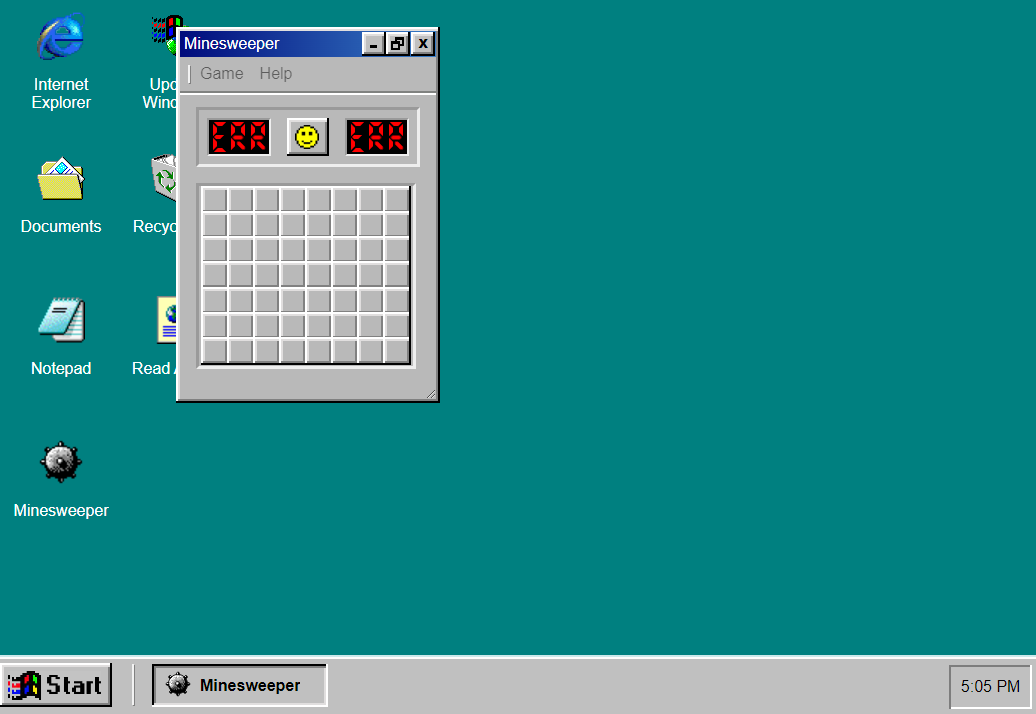 Internet
Explorer
Upd
Wind
Minesweeper
Game Help
ERR ERR
Documents
Recyc
Notepad
Read
Minesweeper
Start
Minesweeper
5:05 PM